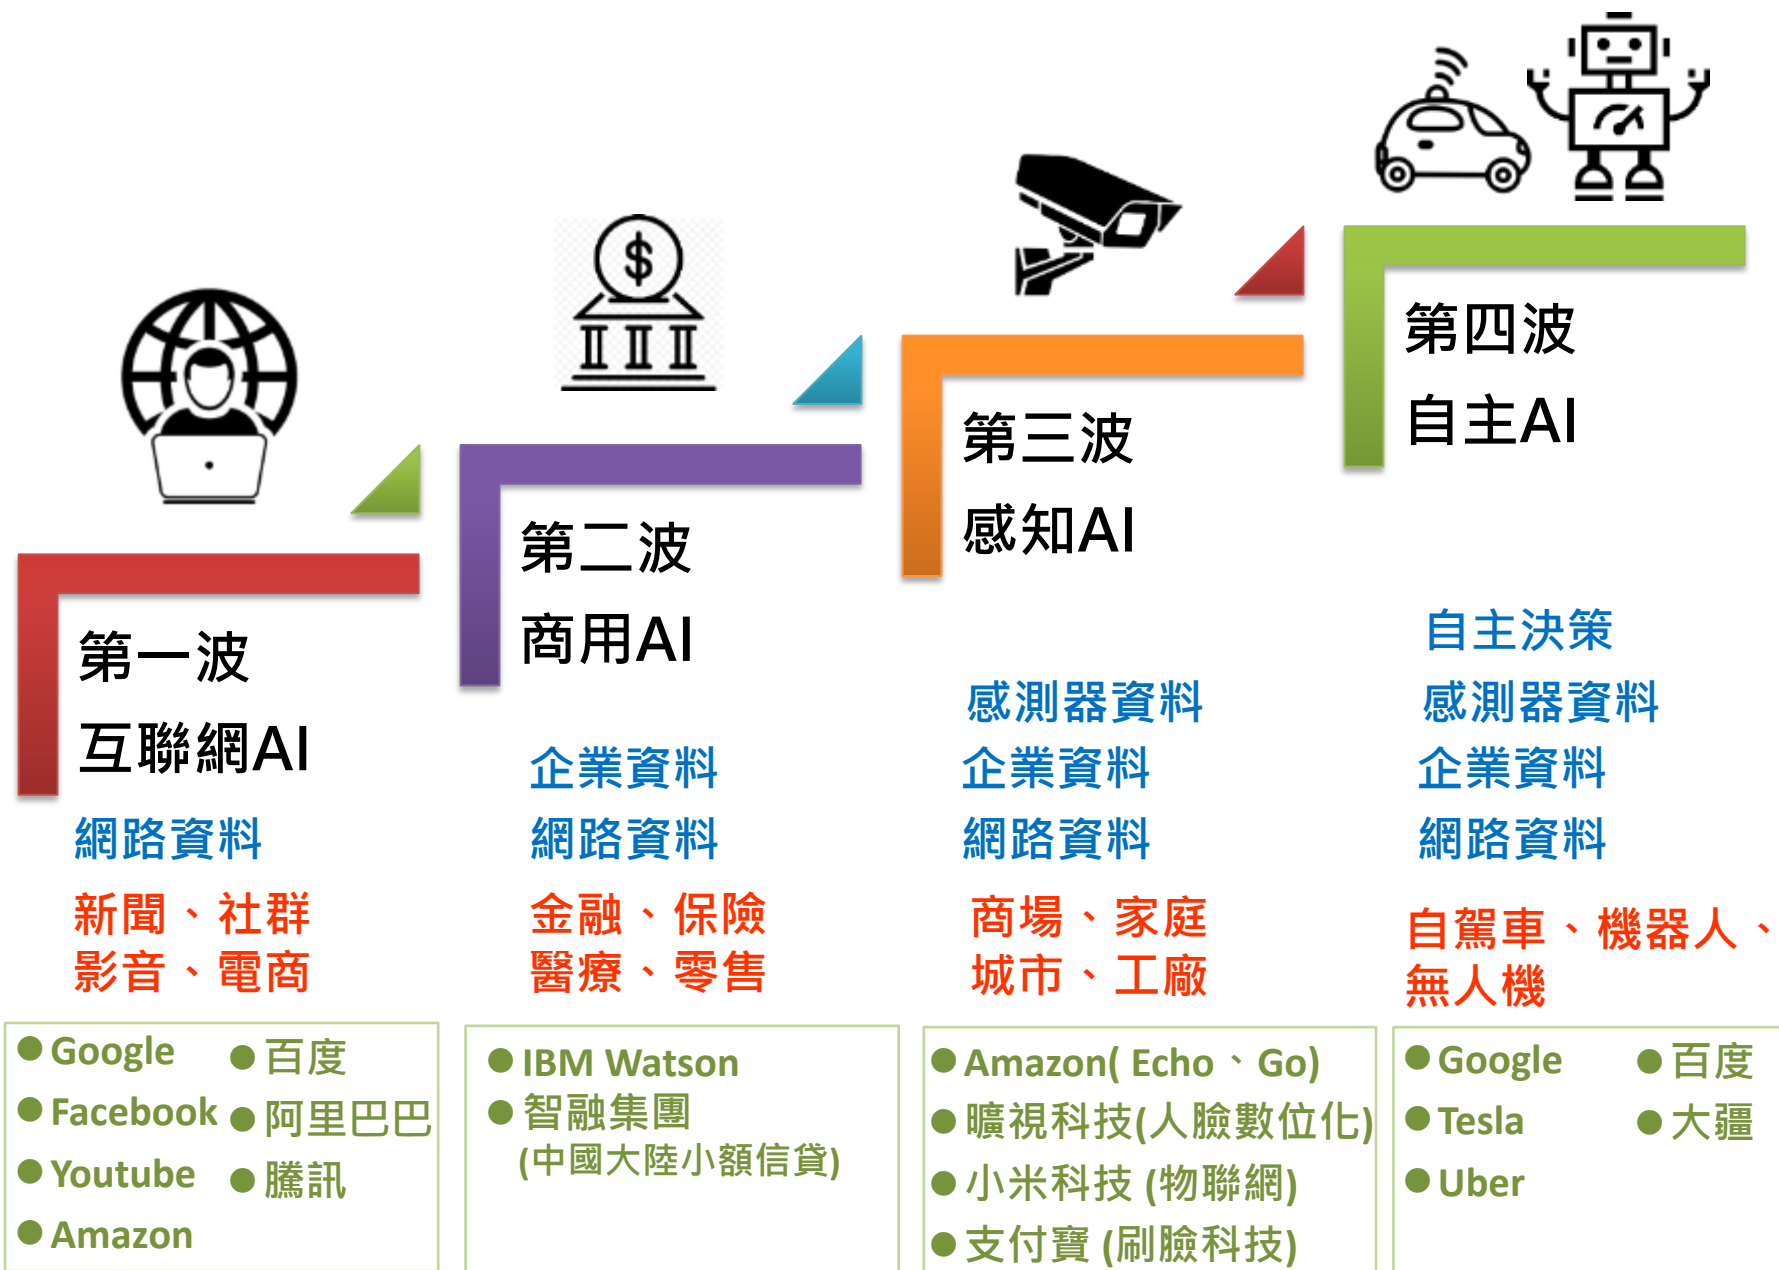 第一波
互聯網AI
網路資料
新聞、社群
影音、電商
●Google
●Facebook
●Youtube
●Amazon
●百度
●阿里巴巴
●騰訊
$
第二波
商用AI
企業資料
網路資料
金融、保險
醫療、零售
●IBM Watson
●智融集團
(中國大陸小額信貸)
第三波
感知AI
感測器資料
企業資料
網路資料
商場、家庭
城市、工廠
●Amazon( Echo、Go)
●曠視科技(人臉數位化)
●小米科技 (物聯網)
●支付寶 (刷臉科技)
第四波
自主AI
自主決策
感測器資料
企業資料
網路資料
自駕車、機器人、
無人機
●Google
●Tesla
●Uber
●百度
●大疆